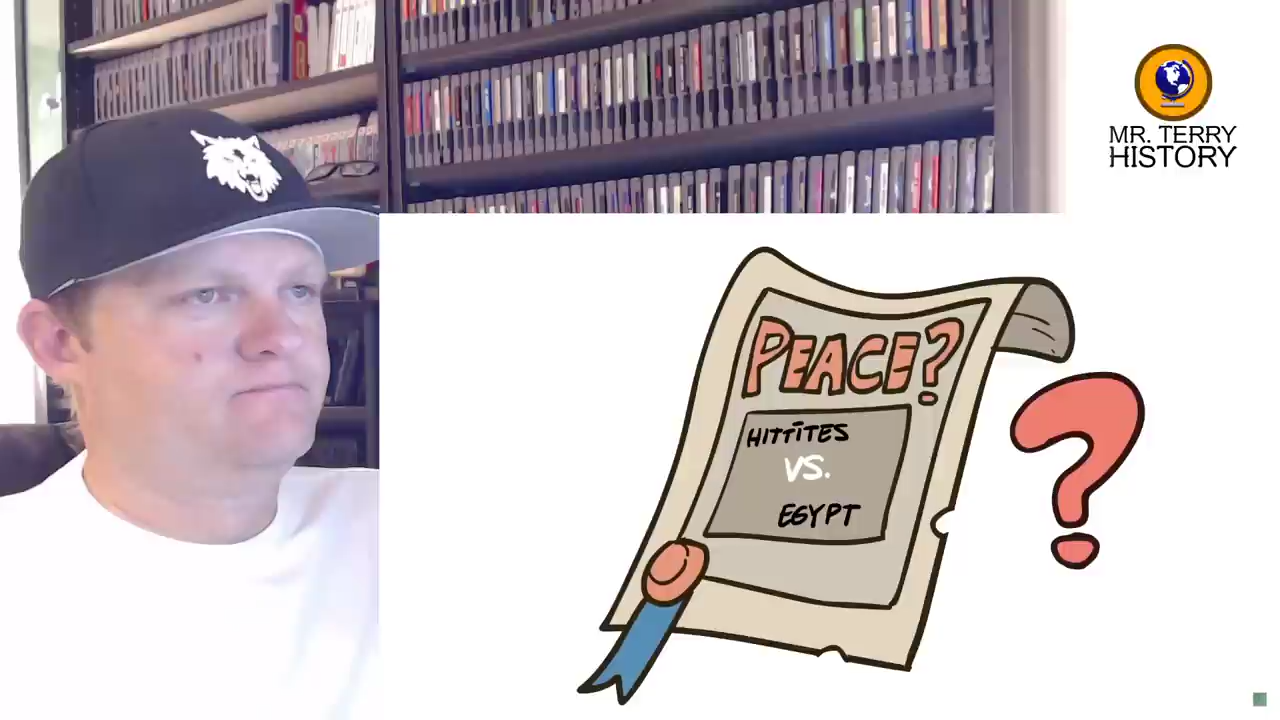 MR. TERRY
HISTORY
PEACE?
HITTITES
VS.
EGYPT
?